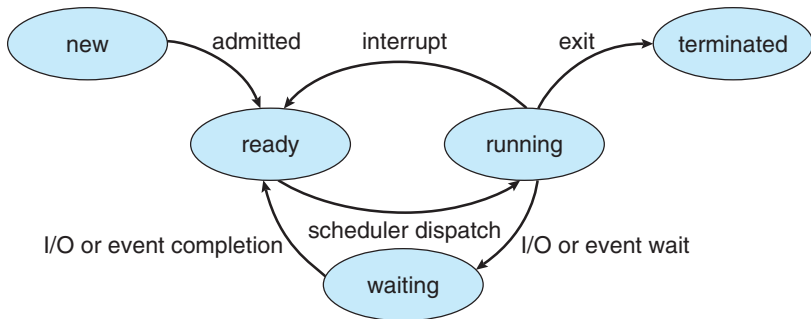 new
admitted
interrupt
exit
terminated
ready
running
I/O or event completion
scheduler dispatch
I/O or event wait
waiting